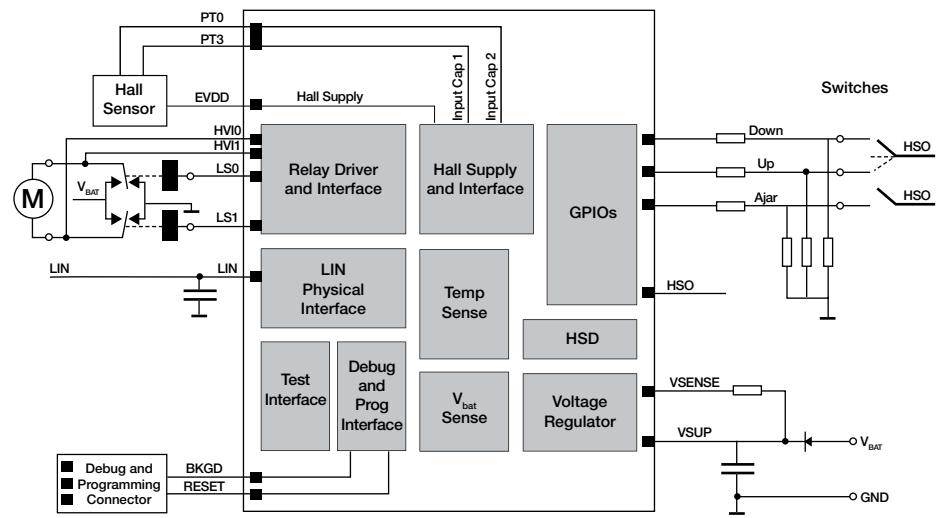 PT0
PT3
Hall
Sensor
EVDD
Hall Supply
Input Cap 1
Input Cap 2
HVI0
HVI1
LS0
LS1
M
VBAT
Relay Driver
and Interface
Hall Supply
and Interface
GPIOs
Switches
Down
Up
Ajar
HSO
HSO
HSO
LIN
LIN
LIN
Physical
Interface
Temp
Sense
HSD
Test
Interface
Debug
and
Prog
Interface
Vbat
Sense
Voltage
Regulator
VSENSE
VSUP
VBAT
GND
Debug and
Programming
Connector
BKGD
RESET